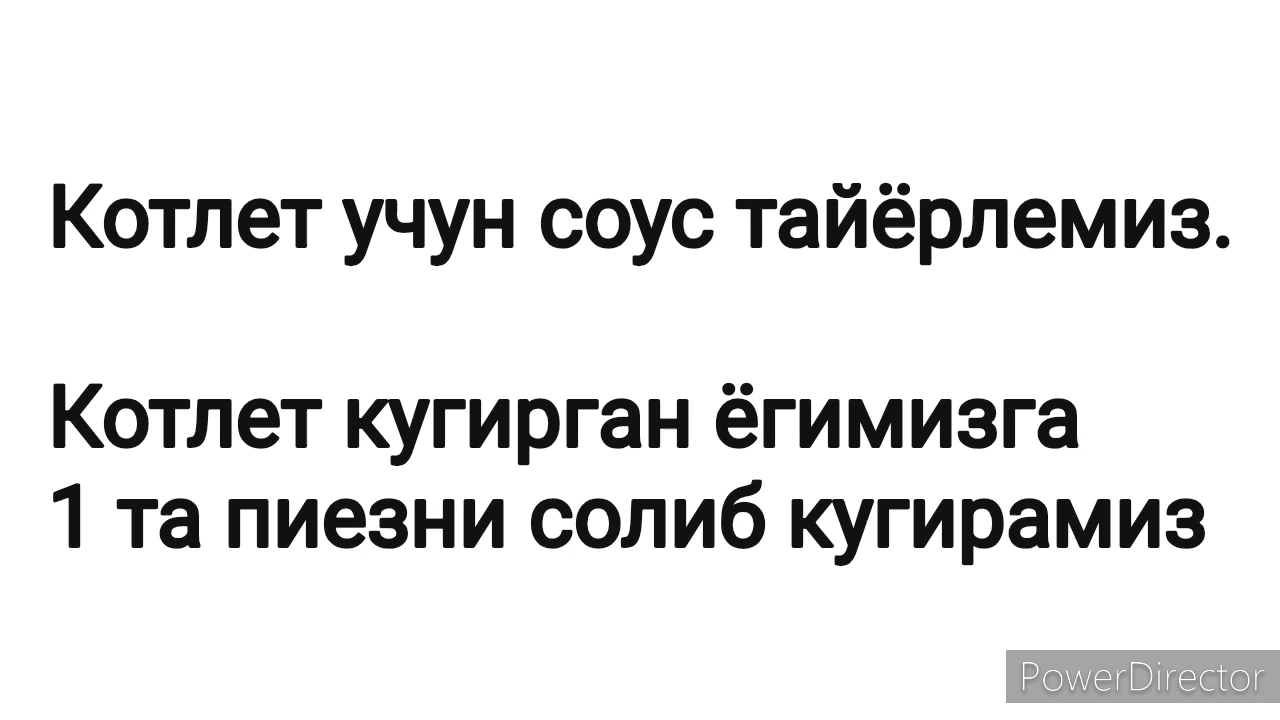 Котлет учун соус тайёрлемиз.
Котлет кугирган ёгимизга
1 та пиезни солиб кугирамиз
PowerDirector